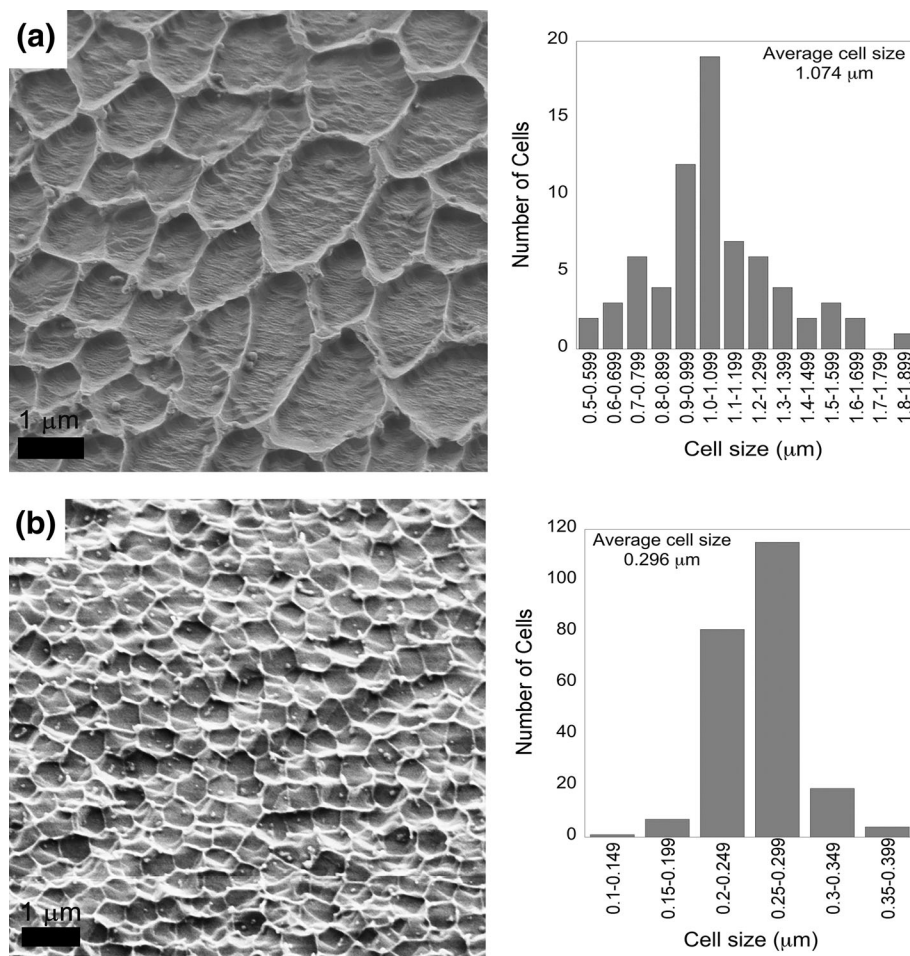 (a)
1 μm
20
15
10
5
0
Number of Cells
Average cell size
1.074 μm
0.5-0.599
0.6-0.699
0.7-0.799
0.8-0.899
0.9-0.999
1.0-1.099
1.1-1.199
1.2-1.299
1.3-1.399
1.4-1.499
1.5-1.599
1.6-1.699
1.7-1.799
1.8-1.899
Cell size (μm)
(b)
1 μm
120
100
80
60
40
20
0
Number of Cells
Average cell size
0.296 μm
0.1-0.149
0.15-0.199
0.2-0.249
0.25-0.299
0.3-0.349
0.35-0.399
Cell size (μm)